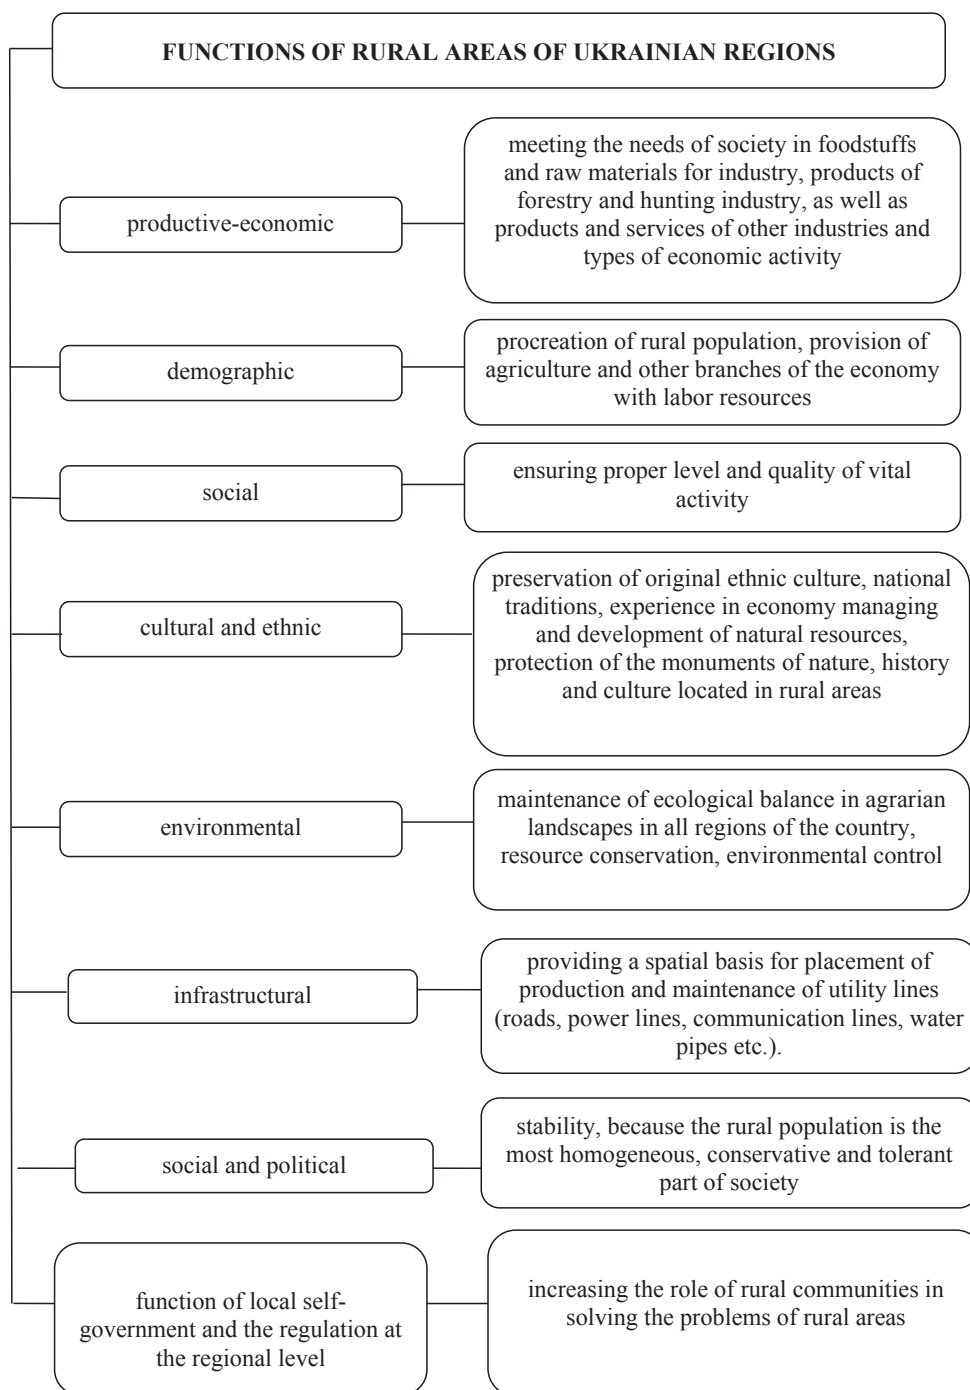 FUNCTIONS OF RURAL AREAS OF UKRAINIAN REGIONS
productive-economic
meeting the needs of society in foodstuffs
and raw materials for industry, products of
forestry and hunting industry, as well as
products and services of other industries and
types of economic activity
demographic
procreation of rural population, provision of
agriculture and other branches of the economy
with labor resources
social
ensuring proper level and quality of vital
activity
cultural and ethnic
preservation of original ethnic culture, national
traditions, experience in economy managing
and development of natural resources,
protection of the monuments of nature, history
and culture located in rural areas
environmental
maintenance of ecological balance in agrarian
landscapes in all regions of the country,
resource conservation, environmental control
infrastructural
providing a spatial basis for placement of
production and maintenance of utility lines
(roads, power lines, communication lines, water
pipes etc.).
social and political
stability, because the rural population is the
most homogeneous, conservative and tolerant
part of society
function of local self-
government and the regulation at
the regional level
increasing the role of rural communities in
solving the problems of rural areas